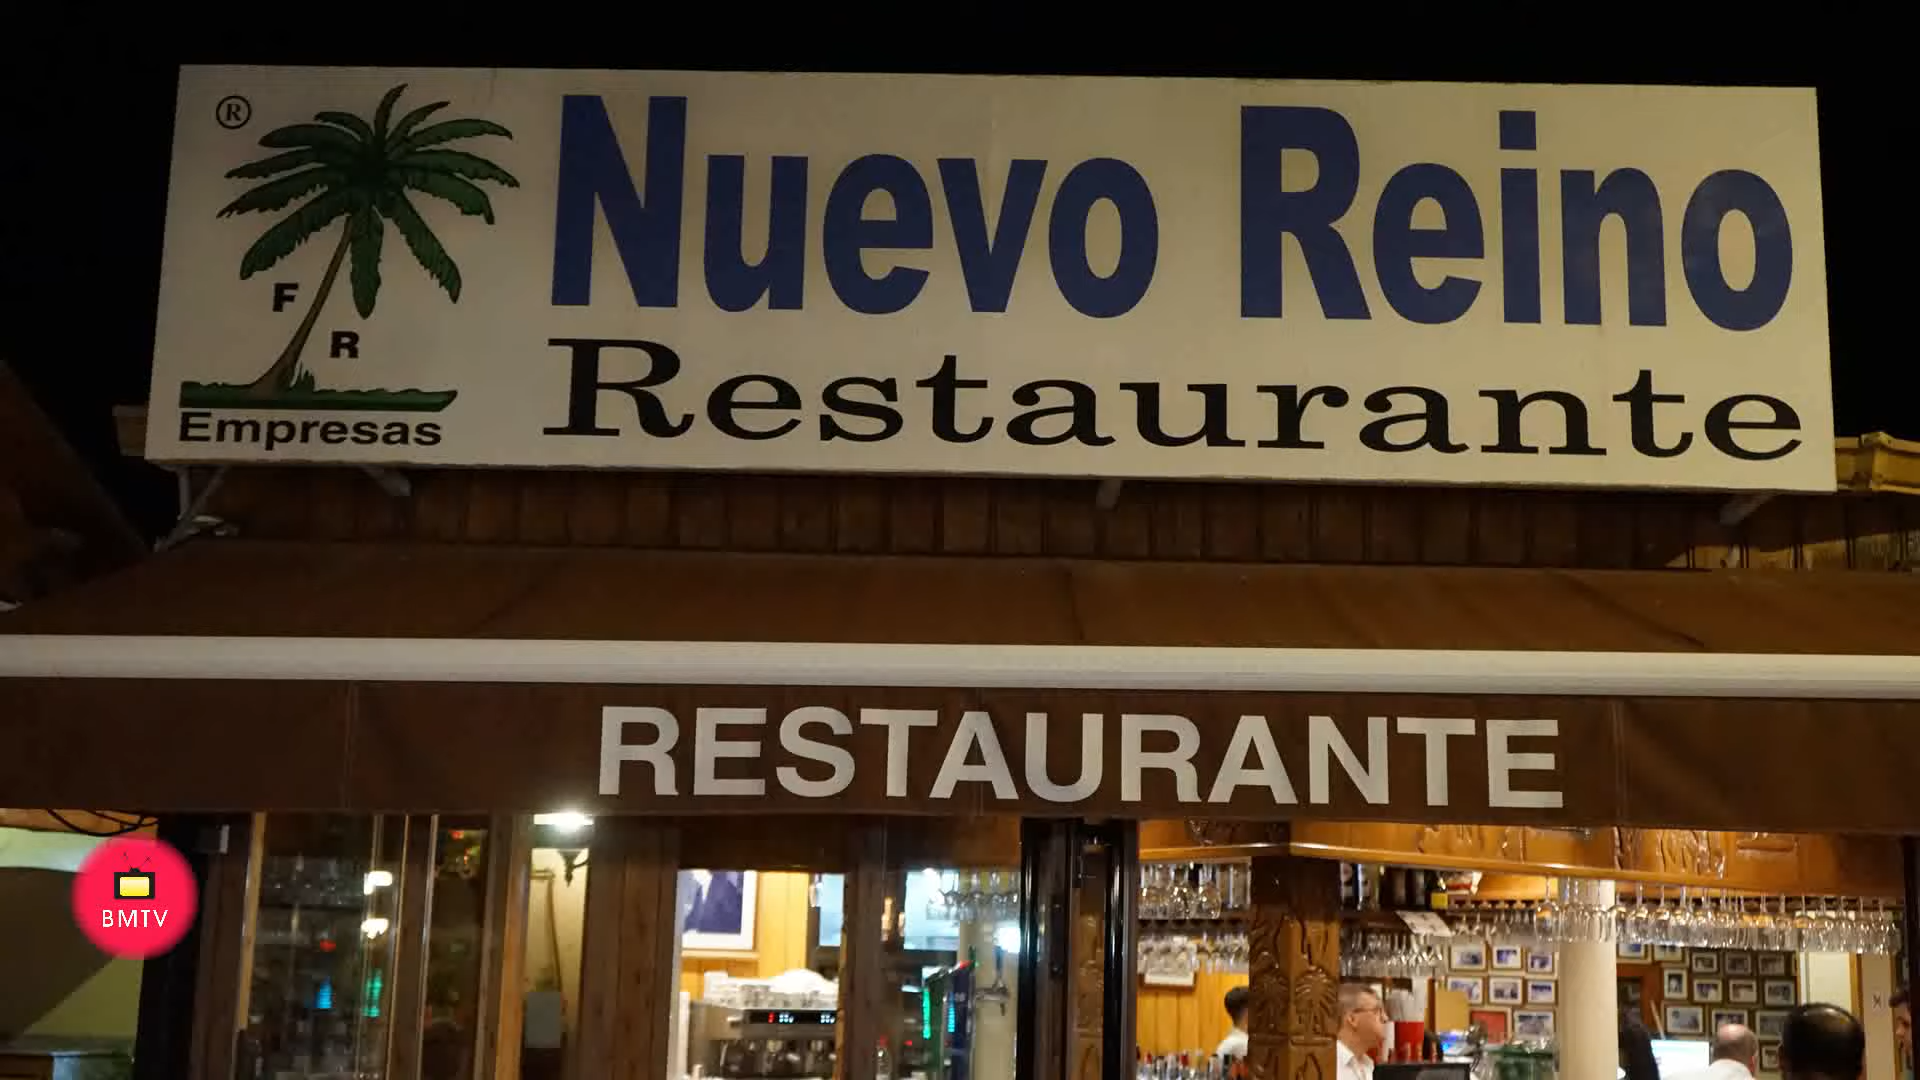 ®
Nuevo Reino
F
R
Restaurante
Empresas
RESTAURANTE
BMTV